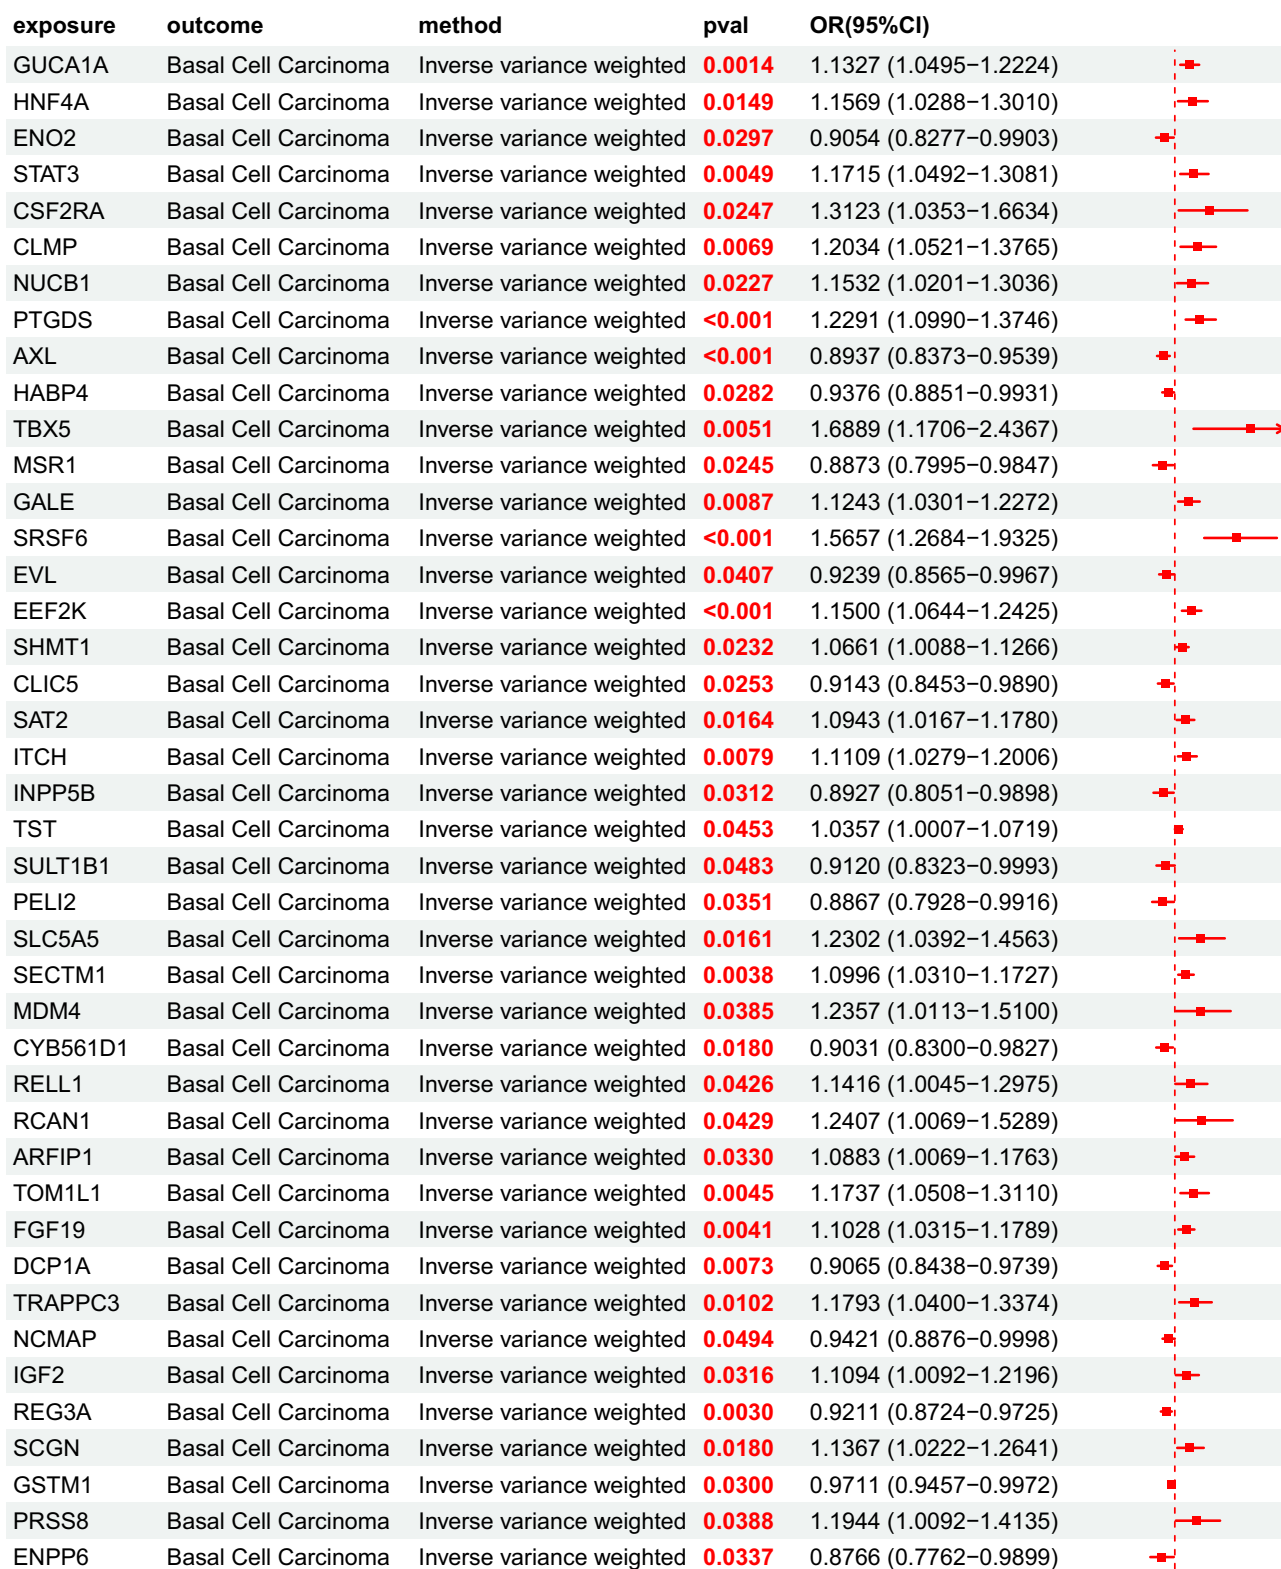 exposure outcome method pval OR(95%CI)
GUCA1A Basal Cell Carcinoma Inverse variance weighted 0.0014 1.1327 (1.0495−1.2224)
HNF4A Basal Cell Carcinoma Inverse variance weighted 0.0149 1.1569 (1.0288−1.3010)
ENO2 Basal Cell Carcinoma Inverse variance weighted 0.0297 0.9054 (0.8277−0.9903)
STAT3 Basal Cell Carcinoma Inverse variance weighted 0.0049 1.1715 (1.0492−1.3081)
CSF2RA Basal Cell Carcinoma Inverse variance weighted 0.0247 1.3123 (1.0353−1.6634)
CLMP Basal Cell Carcinoma Inverse variance weighted 0.0069 1.2034 (1.0521−1.3765)
NUCB1 Basal Cell Carcinoma Inverse variance weighted 0.0227 1.1532 (1.0201−1.3036)
PTGDS Basal Cell Carcinoma Inverse variance weighted <0.001 1.2291 (1.0990−1.3746)
AXL Basal Cell Carcinoma Inverse variance weighted <0.001 0.8937 (0.8373−0.9539)
HABP4 Basal Cell Carcinoma Inverse variance weighted 0.0282 0.9376 (0.8851−0.9931)
TBX5 Basal Cell Carcinoma Inverse variance weighted 0.0051 1.6889 (1.1706−2.4367)
MSR1 Basal Cell Carcinoma Inverse variance weighted 0.0245 0.8873 (0.7995−0.9847)
GALE Basal Cell Carcinoma Inverse variance weighted 0.0087 1.1243 (1.0301−1.2272)
SRSF6 Basal Cell Carcinoma Inverse variance weighted <0.001 1.5657 (1.2684−1.9325)
EVL Basal Cell Carcinoma Inverse variance weighted 0.0407 0.9239 (0.8565−0.9967)
EEF2K Basal Cell Carcinoma Inverse variance weighted <0.001 1.1500 (1.0644−1.2425)
SHMT1 Basal Cell Carcinoma Inverse variance weighted 0.0232 1.0661 (1.0088−1.1266)
CLIC5 Basal Cell Carcinoma Inverse variance weighted 0.0253 0.9143 (0.8453−0.9890)
SAT2 Basal Cell Carcinoma Inverse variance weighted 0.0164 1.0943 (1.0167−1.1780)
ITCH Basal Cell Carcinoma Inverse variance weighted 0.0079 1.1109 (1.0279−1.2006)
INPP5B Basal Cell Carcinoma Inverse variance weighted 0.0312 0.8927 (0.8051−0.9898)
TST Basal Cell Carcinoma Inverse variance weighted 0.0453 1.0357 (1.0007−1.0719)
SULT1B1 Basal Cell Carcinoma Inverse variance weighted 0.0483 0.9120 (0.8323−0.9993)
PELI2 Basal Cell Carcinoma Inverse variance weighted 0.0351 0.8867 (0.7928−0.9916)
SLC5A5 Basal Cell Carcinoma Inverse variance weighted 0.0161 1.2302 (1.0392−1.4563)
SECTM1 Basal Cell Carcinoma Inverse variance weighted 0.0038 1.0996 (1.0310−1.1727)
MDM4 Basal Cell Carcinoma Inverse variance weighted 0.0385 1.2357 (1.0113−1.5100)
CYB561D1 Basal Cell Carcinoma Inverse variance weighted 0.0180 0.9031 (0.8300−0.9827)
RELL1 Basal Cell Carcinoma Inverse variance weighted 0.0426 1.1416 (1.0045−1.2975)
RCAN1 Basal Cell Carcinoma Inverse variance weighted 0.0429 1.2407 (1.0069−1.5289)
ARFIP1 Basal Cell Carcinoma Inverse variance weighted 0.0330 1.0883 (1.0069−1.1763)
TOM1L1 Basal Cell Carcinoma Inverse variance weighted 0.0045 1.1737 (1.0508−1.3110)
FGF19 Basal Cell Carcinoma Inverse variance weighted 0.0041 1.1028 (1.0315−1.1789)
DCP1A Basal Cell Carcinoma Inverse variance weighted 0.0073 0.9065 (0.8438−0.9739)
TRAPPC3 Basal Cell Carcinoma Inverse variance weighted 0.0102 1.1793 (1.0400−1.3374)
NCMAP Basal Cell Carcinoma Inverse variance weighted 0.0494 0.9421 (0.8876−0.9998)
IGF2 Basal Cell Carcinoma Inverse variance weighted 0.0316 1.1094 (1.0092−1.2196)
REG3A Basal Cell Carcinoma Inverse variance weighted 0.0030 0.9211 (0.8724−0.9725)
SCGN Basal Cell Carcinoma Inverse variance weighted 0.0180 1.1367 (1.0222−1.2641)
GSTM1 Basal Cell Carcinoma Inverse variance weighted 0.0300 0.9711 (0.9457−0.9972)
PRSS8 Basal Cell Carcinoma Inverse variance weighted 0.0388 1.1944 (1.0092−1.4135)
ENPP6 Basal Cell Carcinoma Inverse variance weighted 0.0337 0.8766 (0.7762−0.9899)